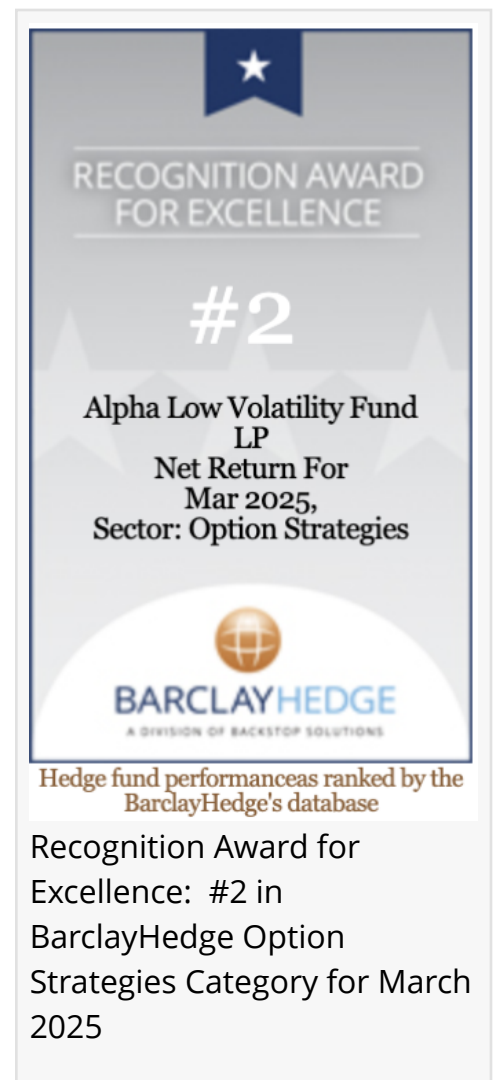 RECOGNITION AWARD
FOR EXCELLENCE
#2
Alpha Low Volatility Fund
LP
Net Return For
Mar 2025,
Sector: Option Strategies
BARCLAYHEDGE
A DIVISION OF BACKSTOP SOLUTIONS
Hedge fund performanceas ranked by the
BarclayHedge's database
Recognition Award for
Excellence:  #2 in
BarclayHedge Option
Strategies Category for March
2025